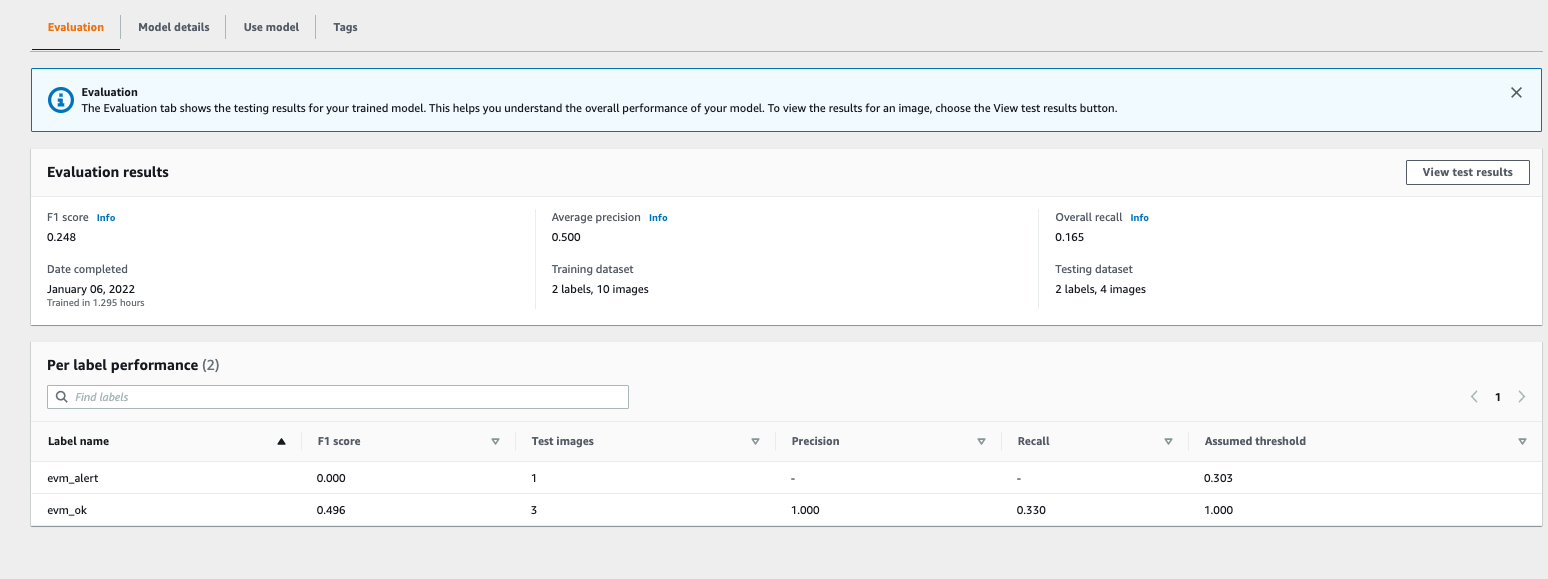 Evaluation Model details Use model Tags
Evaluation
The Evaluation tab shows the testing results for your trained model. This helps you understand the overall performance of your model. To view the results for an image, choose the View test results button.
Evaluation results View test results
F1 score Info Average precision Info Overall recall Info
0.248 0.500 0.165
Date completed Training dataset Testing dataset
January 06, 2022 2 labels, 10 images 2 labels, 4 images
Trained in 1.295 hours
Per label performance (2)
Find labels 1
Label name F1 score Test images Precision Recall Assumed threshold
evm_alert 0.000 1 - - 0.303
evm_ok 0.496 3 1.000 0.330 1.000